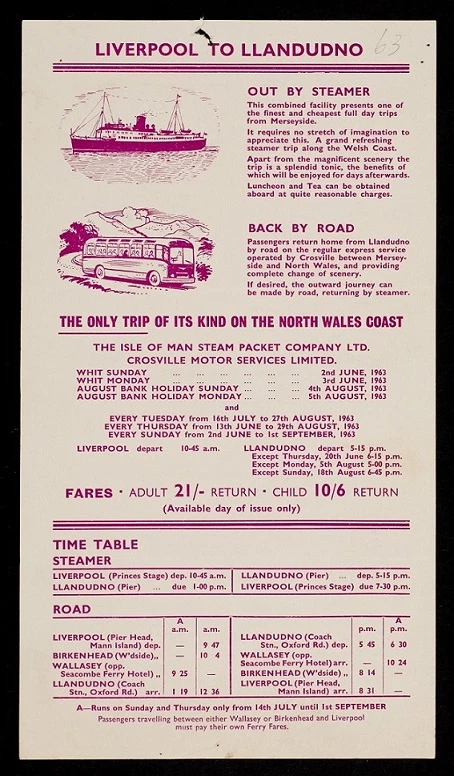 LIVERPOOL TO LLANDUDNO
63
OUT BY STEAMER
This combined facility presents one of
the finest and cheapest full day trips
from Merseyside.
It requires no stretch of imagination to
appreciate this. A grand refreshing
steamer trip along the Welsh Coast.
Apart from the magnificent scenery the
trip is a splendid tonic, the benefits of
which will be enjoyed for days afterwards.
Luncheon and Tea can be obtained
aboard at quite reasonable charges.
BACK BY ROAD
Passengers return home from Llandudno
by road on the regular express service
operated by Crosville between Mersey-
side and North Wales, and providing
complete change of scenery.
If desired, the outward journey can
be made by road, returning by steamer.
THE ONLY TRIP OF ITS KIND ON THE NORTH WALES COAST
THE ISLE OF MAN STEAM PACKET COMPANY LTD.
CROSVILLE MOTOR SERVICES LIMITED.
WHIT SUNDAY ... ... ... ... ... ... 2nd JUNE, 1963
WHIT MONDAY ... ... ... ... ... ... 3rd JUNE, 1963
AUGUST BANK HOLIDAY SUNDAY ... ... ... 4th AUGUST, 1963
AUGUST BANK HOLIDAY MONDAY ... ... ... 5th AUGUST, 1963
and
EVERY TUESDAY from 16th JULY to 27th AUGUST, 1963
EVERY THURSDAY from 13th JUNE to 29th AUGUST, 1963
EVERY SUNDAY from 2nd JUNE to 1st SEPTEMBER, 1963
LIVERPOOL depart 10-45 a.m. LLANDUDNO depart 5-15 p.m.
Except Thursday, 20th June 6-15 p.m.
Except Monday, 5th August 5-00 p.m.
Except Sunday, 18th August 6-45 p.m.
FARES · ADULT 21/- RETURN · CHILD 10/6 RETURN
(Available day of issue only)
TIME TABLE
STEAMER
LIVERPOOL (Princes Stage) dep. 10-45 a.m. LLANDUDNO (Pier) ... dep. 5-15 p.m.
LLANDUDNO (Pier) ... due 1-00 p.m. LIVERPOOL (Princes Stage) due 7-30 p.m.
ROAD
A
a.m. a.m.
LIVERPOOL (Pier Head,
Mann Island) dep. — 9 47
BIRKENHEAD (W'dside) ,, — 10 4
WALLASEY (opp.
Seacombe Ferry Hotel) ,, 9 25 —
LLANDUDNO (Coach
Stn., Oxford Rd.) arr. 1 19 12 36
A
p.m. p.m.
LLANDUDNO (Coach
Stn., Oxford Rd.) dep. 5 45 6 30
WALLASEY (opp.
Seacombe Ferry Hotel) arr. — 10 24
BIRKENHEAD (W'dside) ,, 8 14 —
LIVERPOOL (Pier Head,
Mann Island) arr. 8 31 —
A—Runs on Sunday and Thursday only from 14th JULY until 1st SEPTEMBER
Passengers travelling between either Wallasey or Birkenhead and Liverpool
must pay their own Ferry Fares.